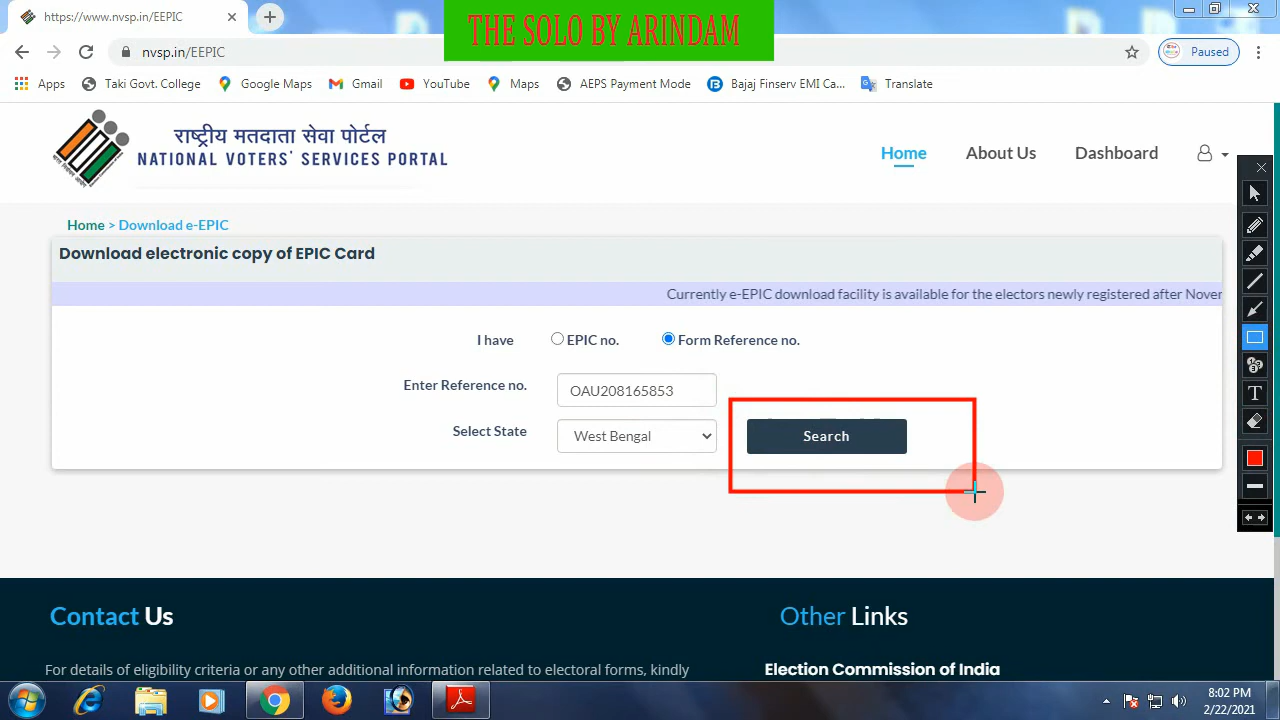 https://www.nvsp.in/EEPIC
THE SOLO BY ARINDAM
nvsp.in/EEPIC
Paused
Apps
Taki Govt. College
Google Maps
Gmail
YouTube
Maps
AEPS Payment Mode
Bajaj Finserv EMI Ca...
Translate
राष्ट्रीय मतदाता सेवा पोर्टल
NATIONAL VOTERS' SERVICES PORTAL
Home
About Us
Dashboard
Home > Download e-EPIC
Download electronic copy of EPIC Card
Currently e-EPIC download facility is available for the electors newly registered after Nover
I have
EPIC no.
Form Reference no.
Enter Reference no.
OAU208165853
Select State
West Bengal
Search
T
Contact Us
Other Links
For details of eligibility criteria or any other additional information related to electoral forms, kindly
Election Commission of India
8:02 PM
2/22/2021